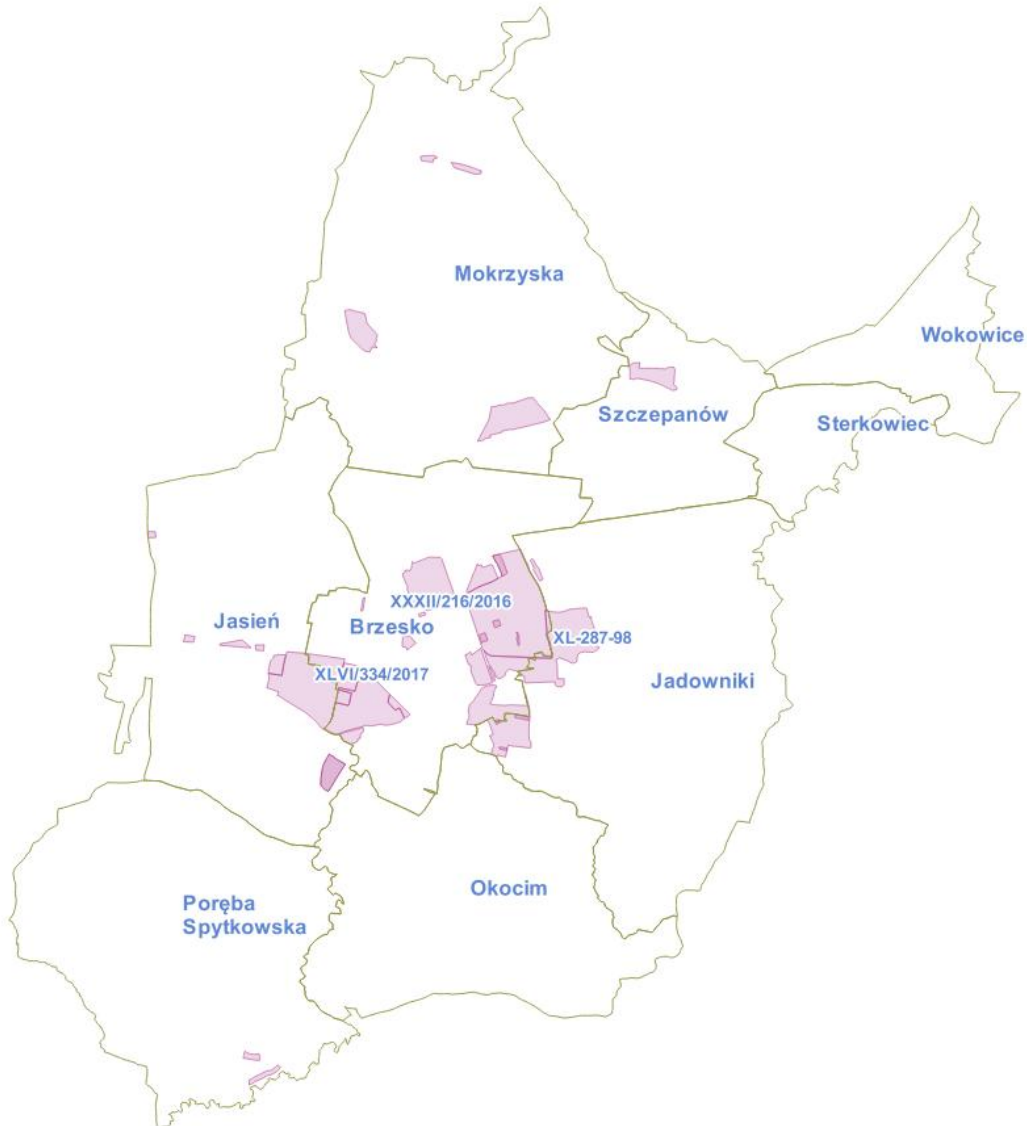 Mokrzyska
Wokowice
Szczepanów
Sterkowiec
XXXII/216/2016
Jasień
Brzesko
XL-287-98
XLVI/334/2017
Jadowniki
Okocim
Poręba
Spytkowska